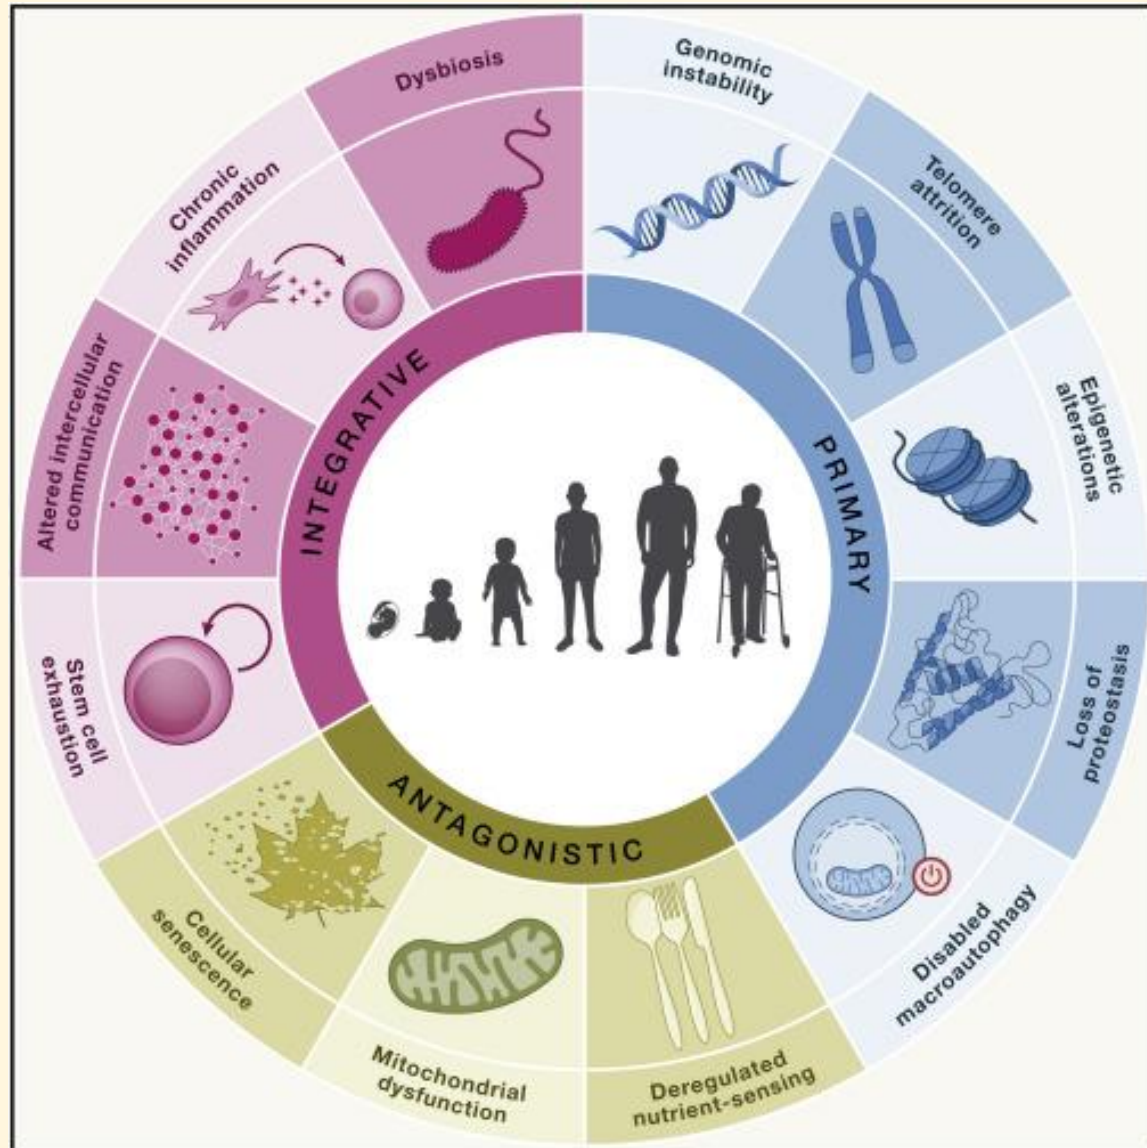 Genomic
instability
Telomere
attrition
Epigenetic
alterations
Loss of
proteostasis
Disabled
macroautophagy
Deregulated
nutrient-sensing
Mitochondrial
dysfunction
Cellular
senescence
Stem cell
exhaustion
Altered intercellular
communication
Chronic
inflammation
Dysbiosis
PRIMARY
ANTAGONISTIC
INTEGRATIVE